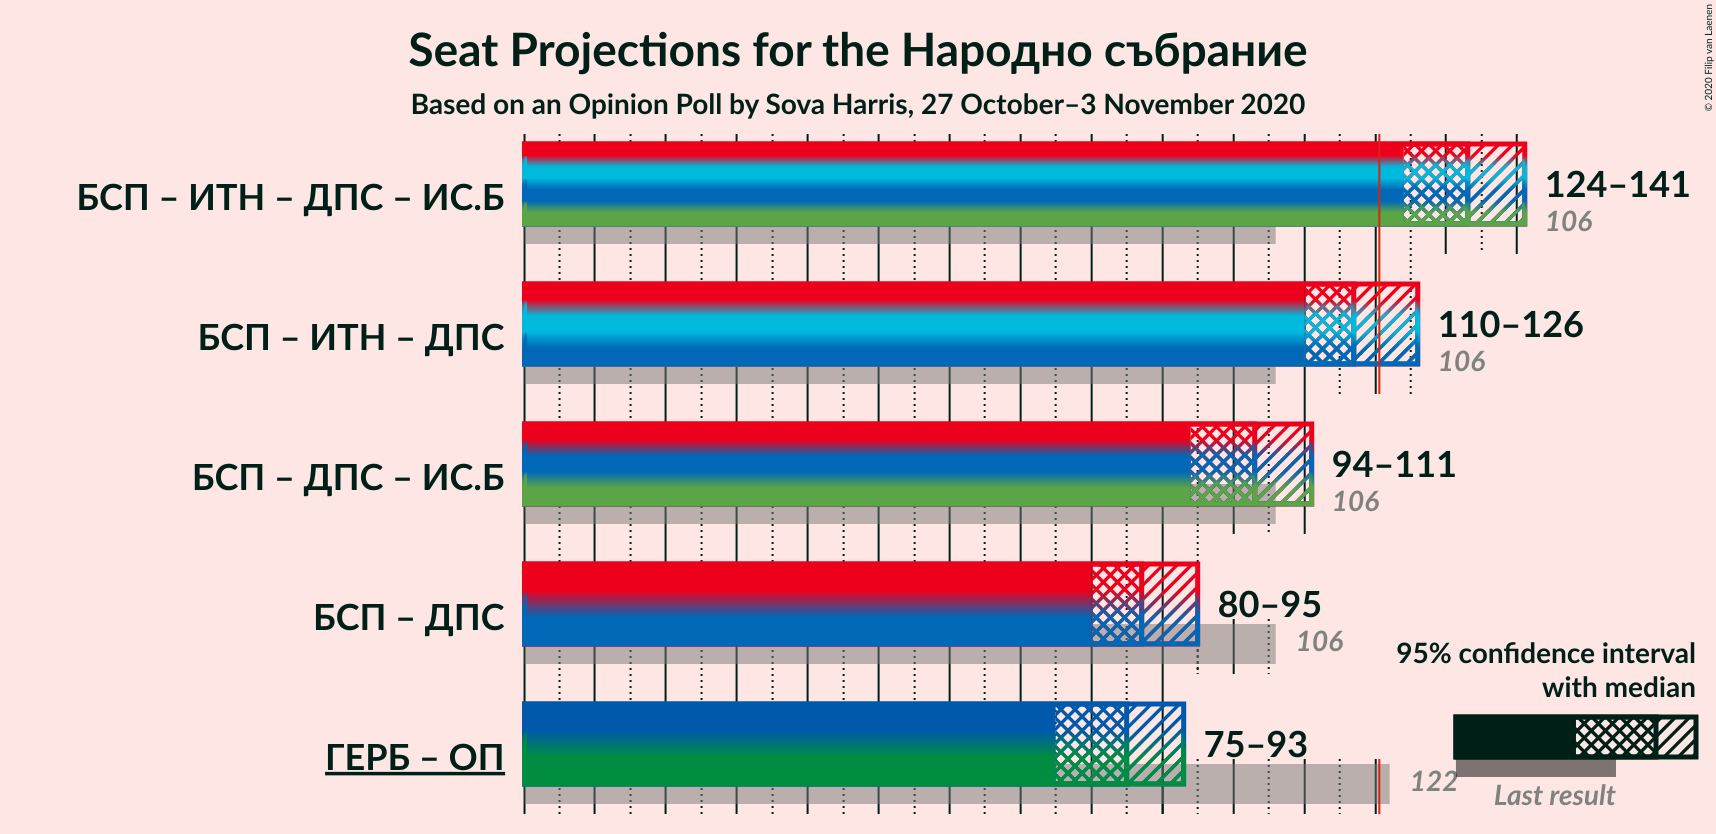 Seat Projections for the Народно събрание
Based on an Opinion Poll by Sova Harris, 27 October–3 November 2020
© 2020 Filip van Laenen
БСП – ИТН – ДПС – ИС.Б
124–141
106
БСП – ИТН – ДПС
110–126
106
БСП – ДПС – ИС.Б
94–111
106
БСП – ДПС
80–95
106
ГЕРБ – ОП
75–93
122
95% confidence interval
with median
Last result